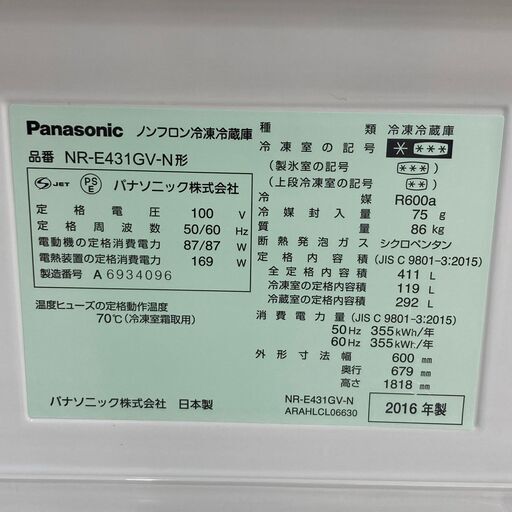 Panasonic ノンフロン冷凍冷蔵庫
品番 NR-E431GV-N形
S JET PS E パナソニック株式会社
定格電圧 100 V
定格周波数 50/60 Hz
電動機の定格消費電力 87/87 W
電熱装置の定格消費電力 169 W
製造番号 A 6934096
温度ヒューズの定格動作温度
70℃(冷凍室霜取用)
パナソニック株式会社 日本製
種類 冷凍冷蔵庫
冷凍室の記号 ****
(製氷室の記号 ***)
(上段冷凍室の記号 ***)
冷媒 R600a
冷媒封入量 75 g
質量 86 kg
断熱発泡ガス シクロペンタン
定格内容積 (JIS C 9801-3:2015)
全定格内容積 411 L
冷凍室の定格内容積 119 L
冷蔵室の定格内容積 292 L
消費電力量 (JIS C 9801-3:2015)
50Hz 355kWh/年
60Hz 355kWh/年
外形寸法 幅 600 mm
奥行 679 mm
高さ 1818 mm
NR-E431GV-N
ARAHLCL06630
2016 年製